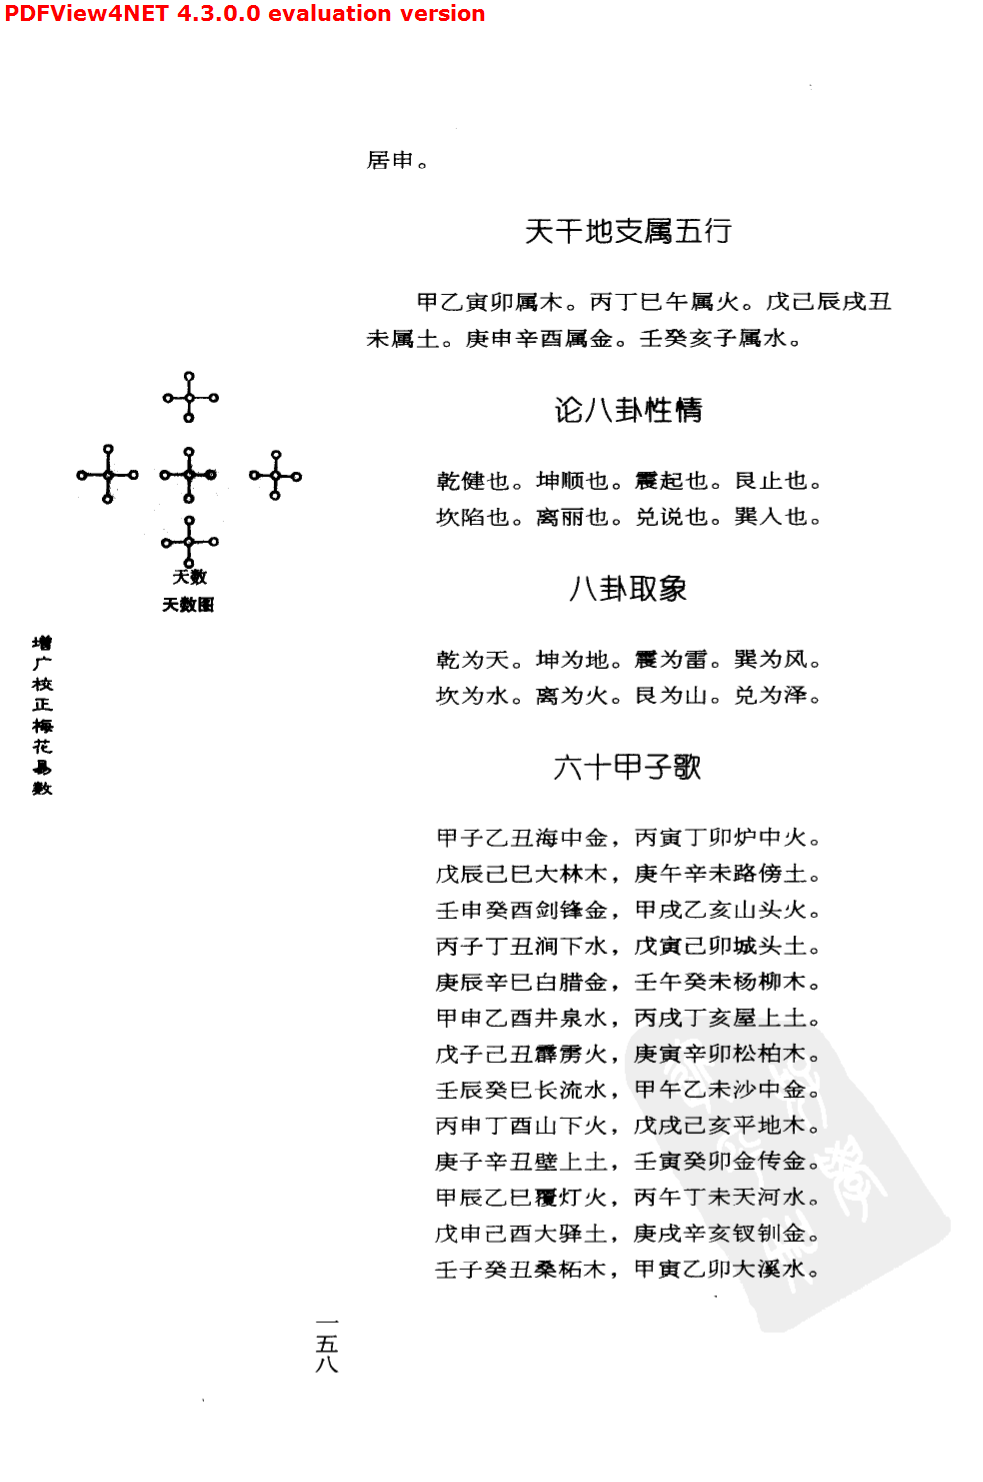 PDFView4NET 4.3.0.0 evaluation version
居申。
天干地支属五行
甲乙寅卯属木。丙丁巳午属火。戊己辰戌丑
未属土。庚申辛酉属金。壬癸亥子属水。
论八卦性情
乾健也。坤顺也。震起也。艮止也。
坎陷也。离丽也。兑说也。巽入也。
八卦取象
乾为天。坤为地。震为雷。巽为风。
坎为水。离为火。艮为山。兑为泽。
六十甲子歌
甲子乙丑海中金，丙寅丁卯炉中火。
戊辰己巳大林木，庚午辛未路傍土。
壬申癸酉剑锋金，甲戌乙亥山头火。
丙子丁丑涧下水，戊寅己卯城头土。
庚辰辛巳白腊金，壬午癸未杨柳木。
甲申乙酉井泉水，丙戌丁亥屋上土。
戊子己丑霹雳火，庚寅辛卯松柏木。
壬辰癸巳长流水，甲午乙未沙中金。
丙申丁酉山下火，戊戌己亥平地木。
庚子辛丑壁上土，壬寅癸卯金传金。
甲辰乙巳覆灯火，丙午丁未天河水。
戊申己酉大驿土，庚戌辛亥钗钏金。
壬子癸丑桑柘木，甲寅乙卯大溪水。
天数
天数图
增广校正梅花易数
一五八